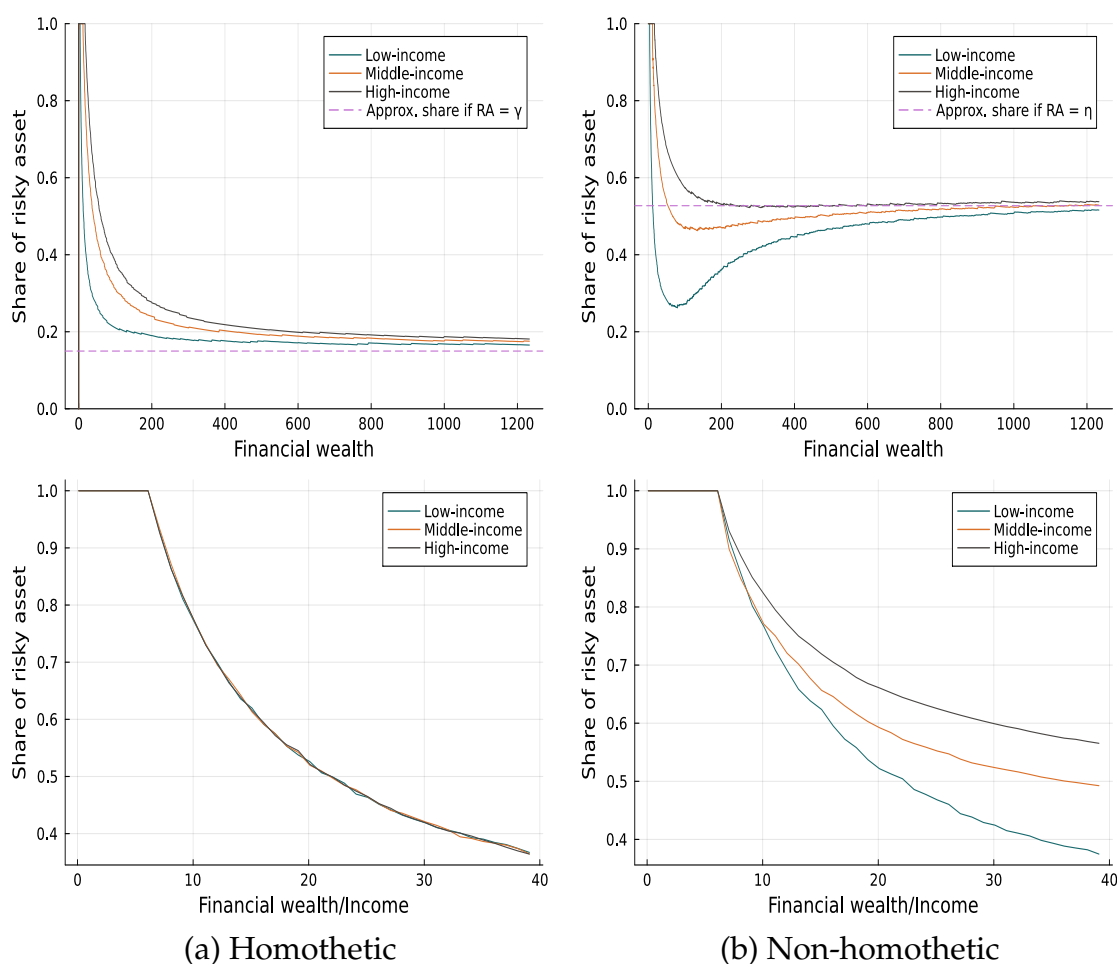 Share of risky asset
1.0
0.8
0.6
0.4
0.2
0.0
Low-income
Middle-income
High-income
Approx. share if RA = γ
0 200 400 600 800 1000 1200
Financial wealth
Share of risky asset
1.0
0.8
0.6
0.4
0.2
0.0
Low-income
Middle-income
High-income
Approx. share if RA = η
0 200 400 600 800 1000 1200
Financial wealth
Share of risky asset
1.0
0.9
0.8
0.7
0.6
0.5
0.4
Low-income
Middle-income
High-income
0 10 20 30 40
Financial wealth/Income
Share of risky asset
1.0
0.9
0.8
0.7
0.6
0.5
0.4
Low-income
Middle-income
High-income
0 10 20 30 40
Financial wealth/Income
(a) Homothetic
(b) Non-homothetic